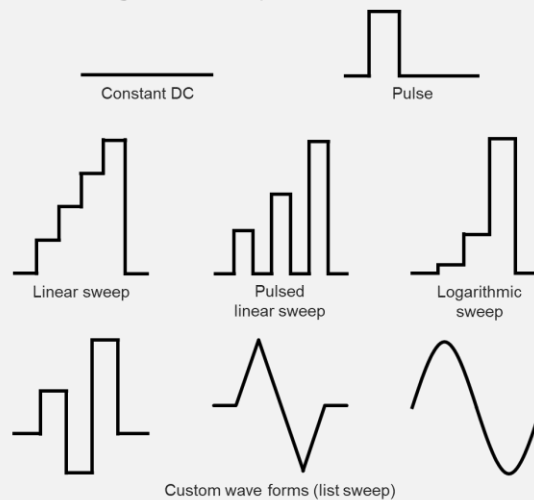 Constant DC
Pulse
Linear sweep
Pulsed
linear sweep
Logarithmic
sweep
Custom wave forms (list sweep)